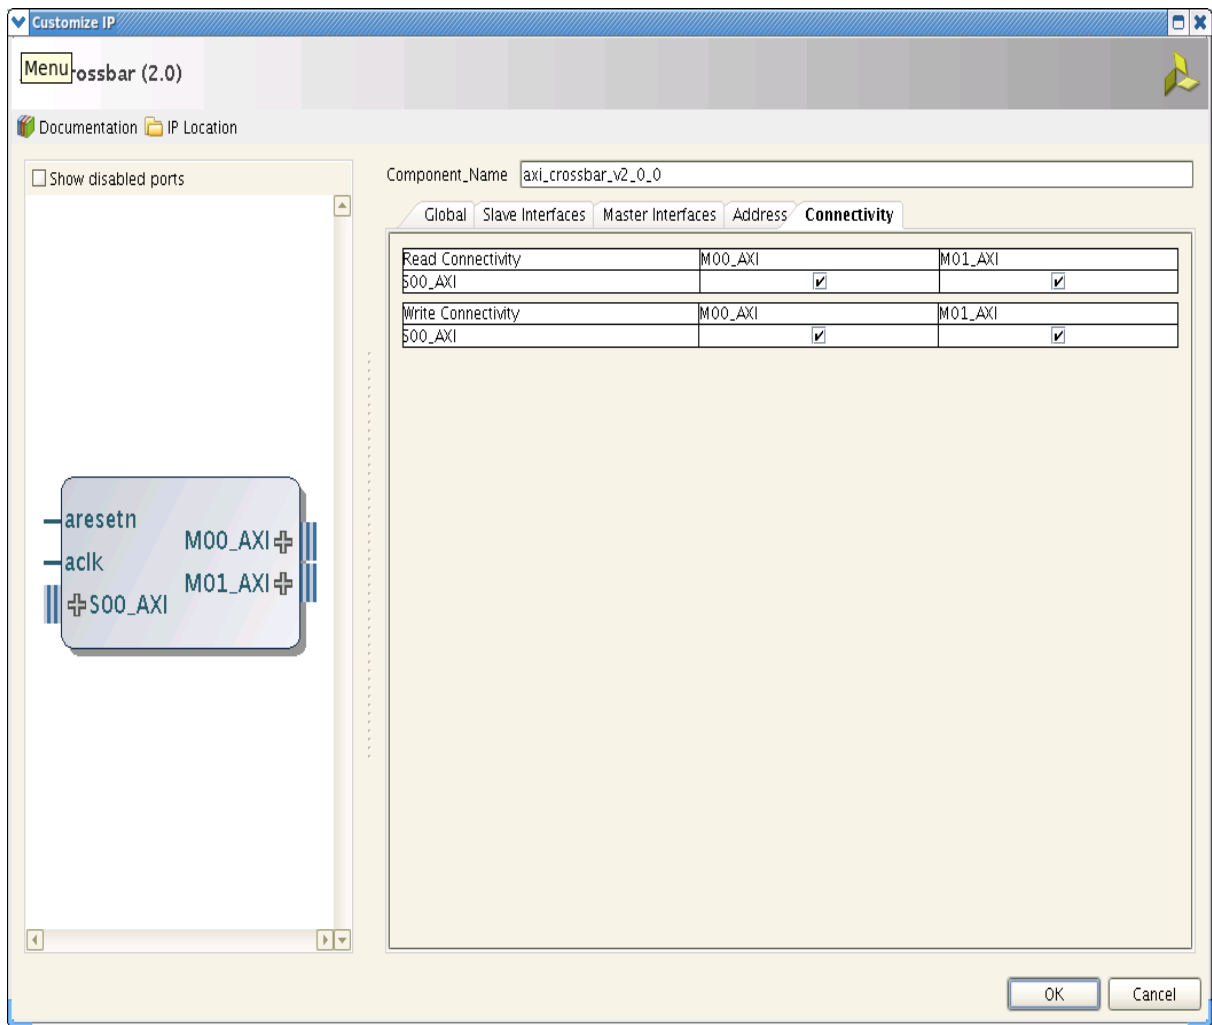 Customize IP
Menu
rossbar (2.0)
Documentation IP Location
Show disabled ports
Component_Name axi_crossbar_v2_0_0
Global Slave Interfaces Master Interfaces Address Connectivity
Read Connectivity M00_AXI M01_AXI
S00_AXI
Write Connectivity M00_AXI M01_AXI
S00_AXI
aresetn
M00_AXI
aclk
M01_AXI
S00_AXI
OK Cancel